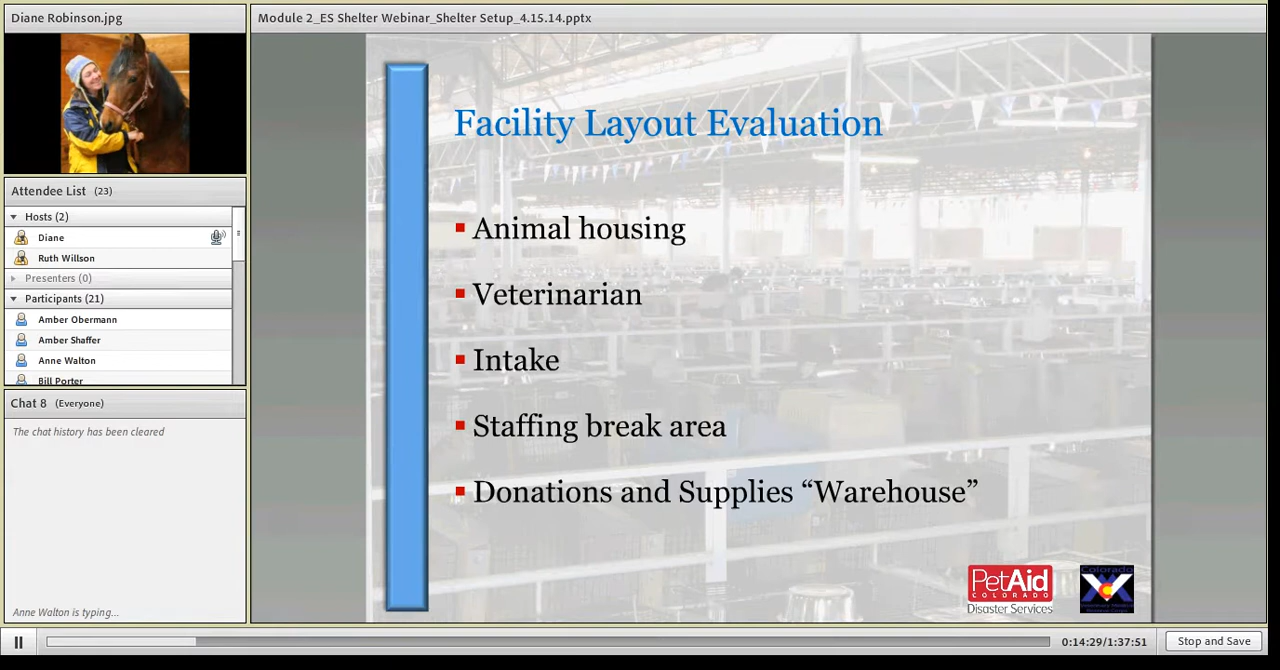 Diane Robinson.jpg
Module 2_ES Shelter Webinar_Shelter Setup_4.15.14.pptx
Attendee List (23)
Hosts (2)
Diane
Ruth Willson
Presenters (0)
Participants (21)
Amber Obermann
Amber Shaffer
Anne Walton
Bill Porter
Chat 8 (Everyone)
The chat history has been cleared
Anne Walton is typing...
Facility Layout Evaluation
Animal housing
Veterinarian
Intake
Staffing break area
Donations and Supplies “Warehouse”
PetAid
COLORADO
Disaster Services
Colorado
0:14:29/1:37:51
Stop and Save